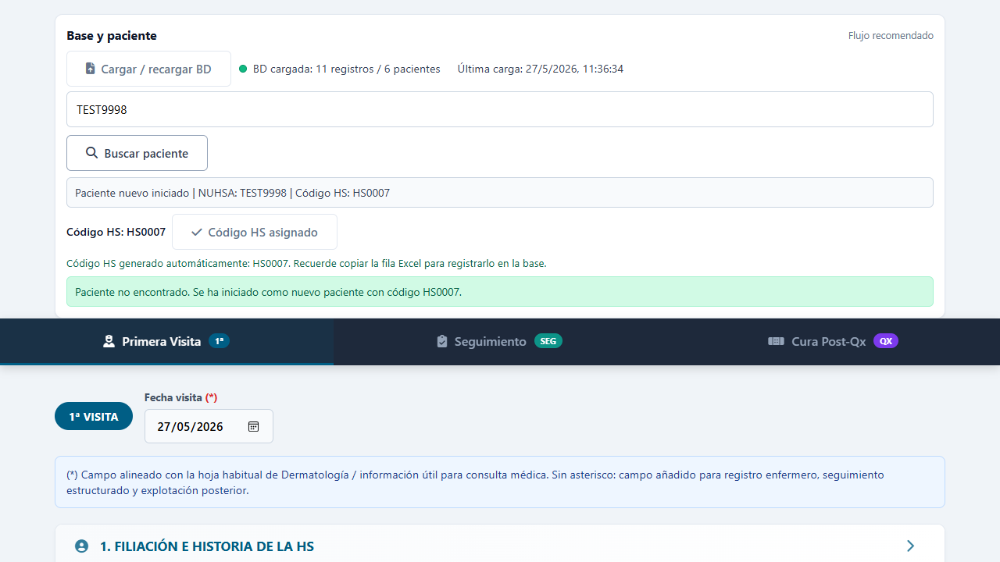 Base y paciente
Flujo recomendado
Cargar / recargar BD
BD cargada: 11 registros / 6 pacientes
Última carga: 27/5/2026, 11:36:34
TEST9998
Buscar paciente
Paciente nuevo iniciado | NUHSA: TEST9998 | Código HS: HS0007
Código HS: HS0007
Código HS asignado
Código HS generado automáticamente: HS0007. Recuerde copiar la fila Excel para registrarlo en la base.
Paciente no encontrado. Se ha iniciado como nuevo paciente con código HS0007.
Primera Visita 1ª
Seguimiento SEG
Cura Post-Qx QX
1ª VISITA
Fecha visita (*)
27/05/2026
(*) Campo alineado con la hoja habitual de Dermatología / información útil para consulta médica. Sin asterisco: campo añadido para registro enfermero, seguimiento
estructurado y explotación posterior.
1. FILIACIÓN E HISTORIA DE LA HS